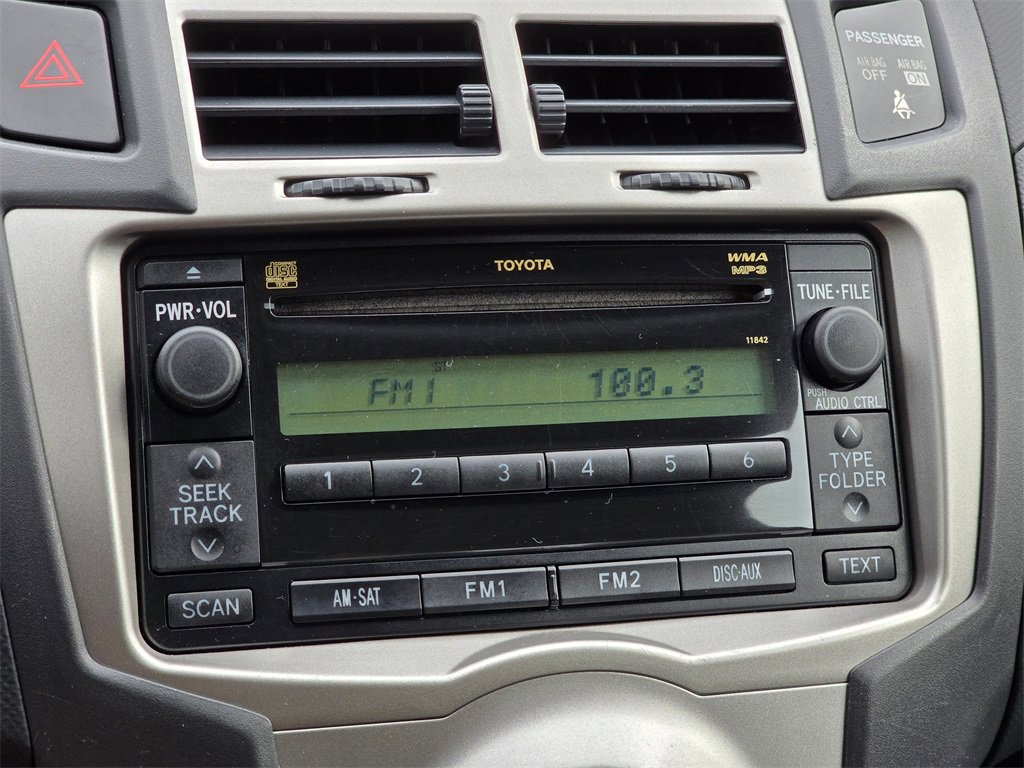 PASSENGER
AIR BAG
OFF
AIR BAG
ON
COMPACT
DISC
DIGITAL AUDIO
TEXT
TOYOTA
WMA
MP3
PWR·VOL
TUNE·FILE
11842
ST
FM1 100.3
PUSH
AUDIO CTRL
1 2 3 4 5 6
SEEK
TRACK
TYPE
FOLDER
SCAN
AM·SAT
FM1
FM2
DISC·AUX
TEXT